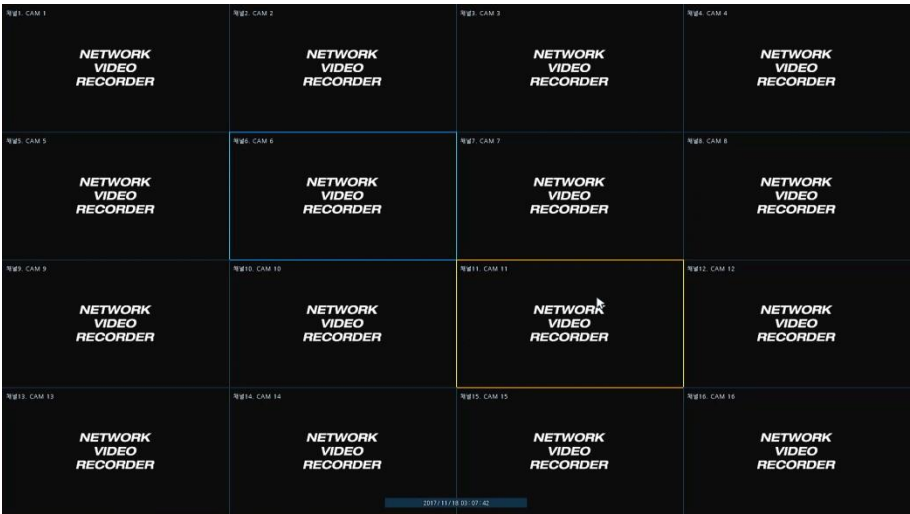 채널1. CAM 1
채널2. CAM 2
채널3. CAM 3
채널4. CAM 4
NETWORK
VIDEO
RECORDER
NETWORK
VIDEO
RECORDER
NETWORK
VIDEO
RECORDER
NETWORK
VIDEO
RECORDER
채널5. CAM 5
채널6. CAM 6
채널7. CAM 7
채널8. CAM 8
NETWORK
VIDEO
RECORDER
NETWORK
VIDEO
RECORDER
NETWORK
VIDEO
RECORDER
NETWORK
VIDEO
RECORDER
채널9. CAM 9
채널10. CAM 10
채널11. CAM 11
채널12. CAM 12
NETWORK
VIDEO
RECORDER
NETWORK
VIDEO
RECORDER
NETWORK
VIDEO
RECORDER
NETWORK
VIDEO
RECORDER
채널13. CAM 13
채널14. CAM 14
채널15. CAM 15
채널16. CAM 16
NETWORK
VIDEO
RECORDER
NETWORK
VIDEO
RECORDER
NETWORK
VIDEO
RECORDER
NETWORK
VIDEO
RECORDER
2017/11/18 03:07:42